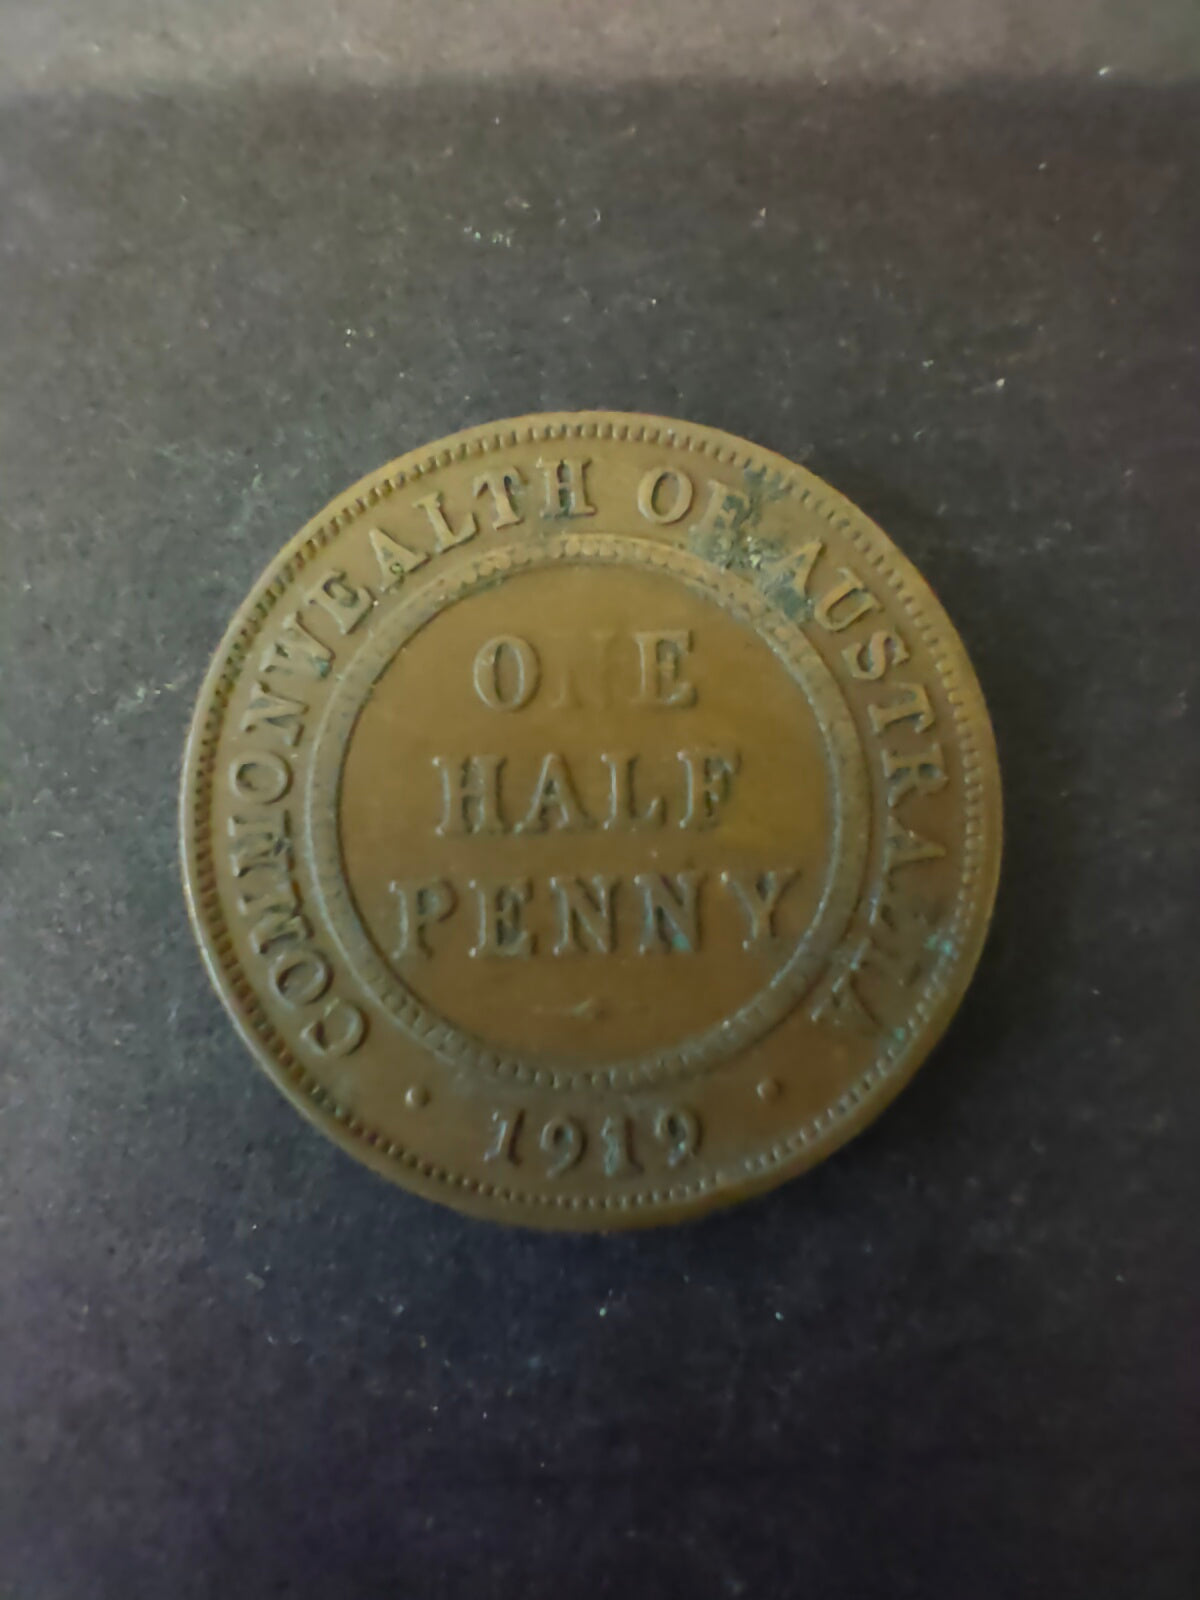 COMMONWEALTH OF AUSTRALIA
ONE
HALF
PENNY
1919